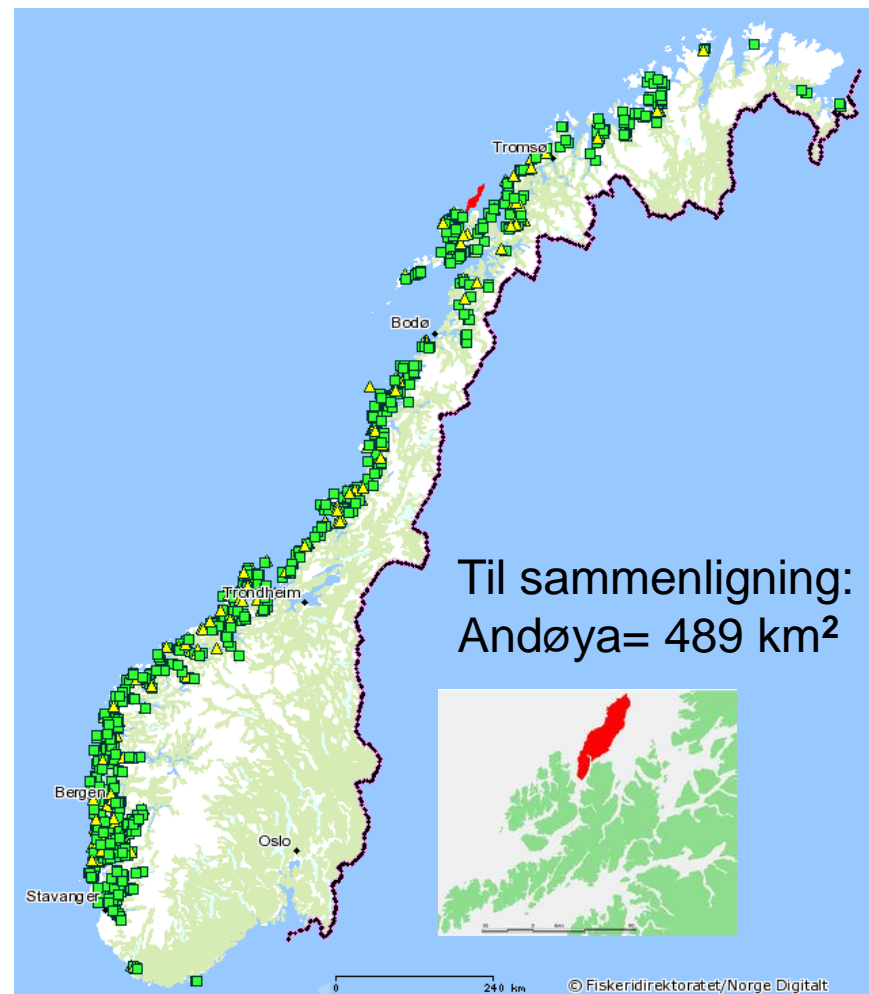 Tromsø
Bodø
Til sammenligning:
Andøya= 489 km²
Trondheim
Bergen
Oslo
Stavanger
0 240 km
© Fiskeridirektoratet/Norge Digitalt